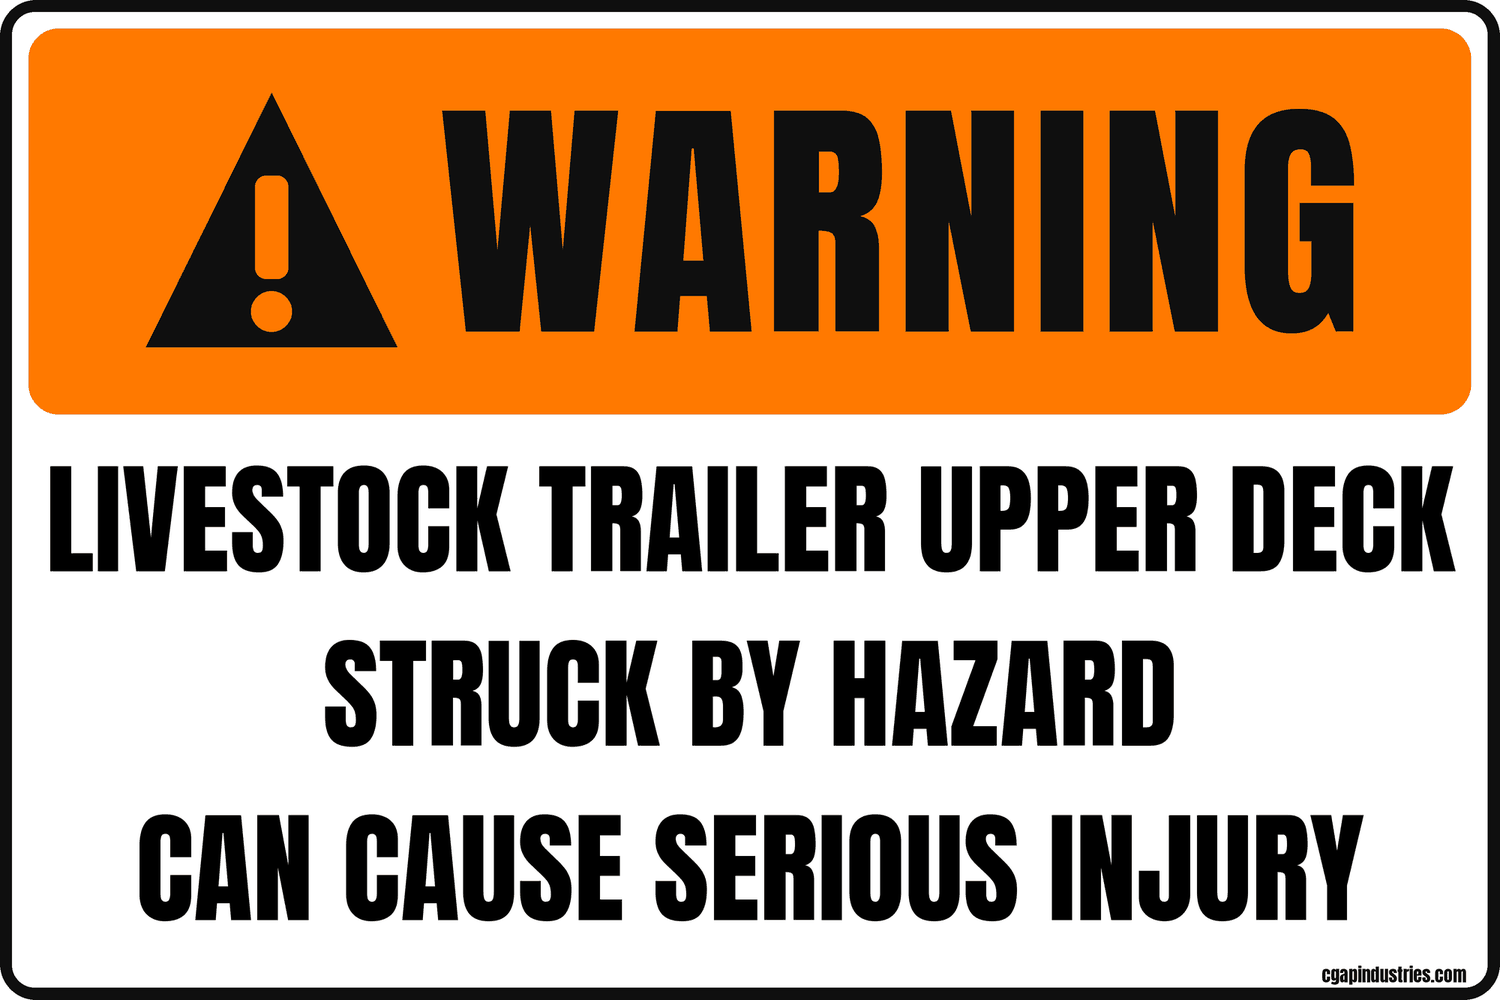 WARNING
LIVESTOCK TRAILER UPPER DECK
STRUCK BY HAZARD
CAN CAUSE SERIOUS INJURY
cgapindustries.com